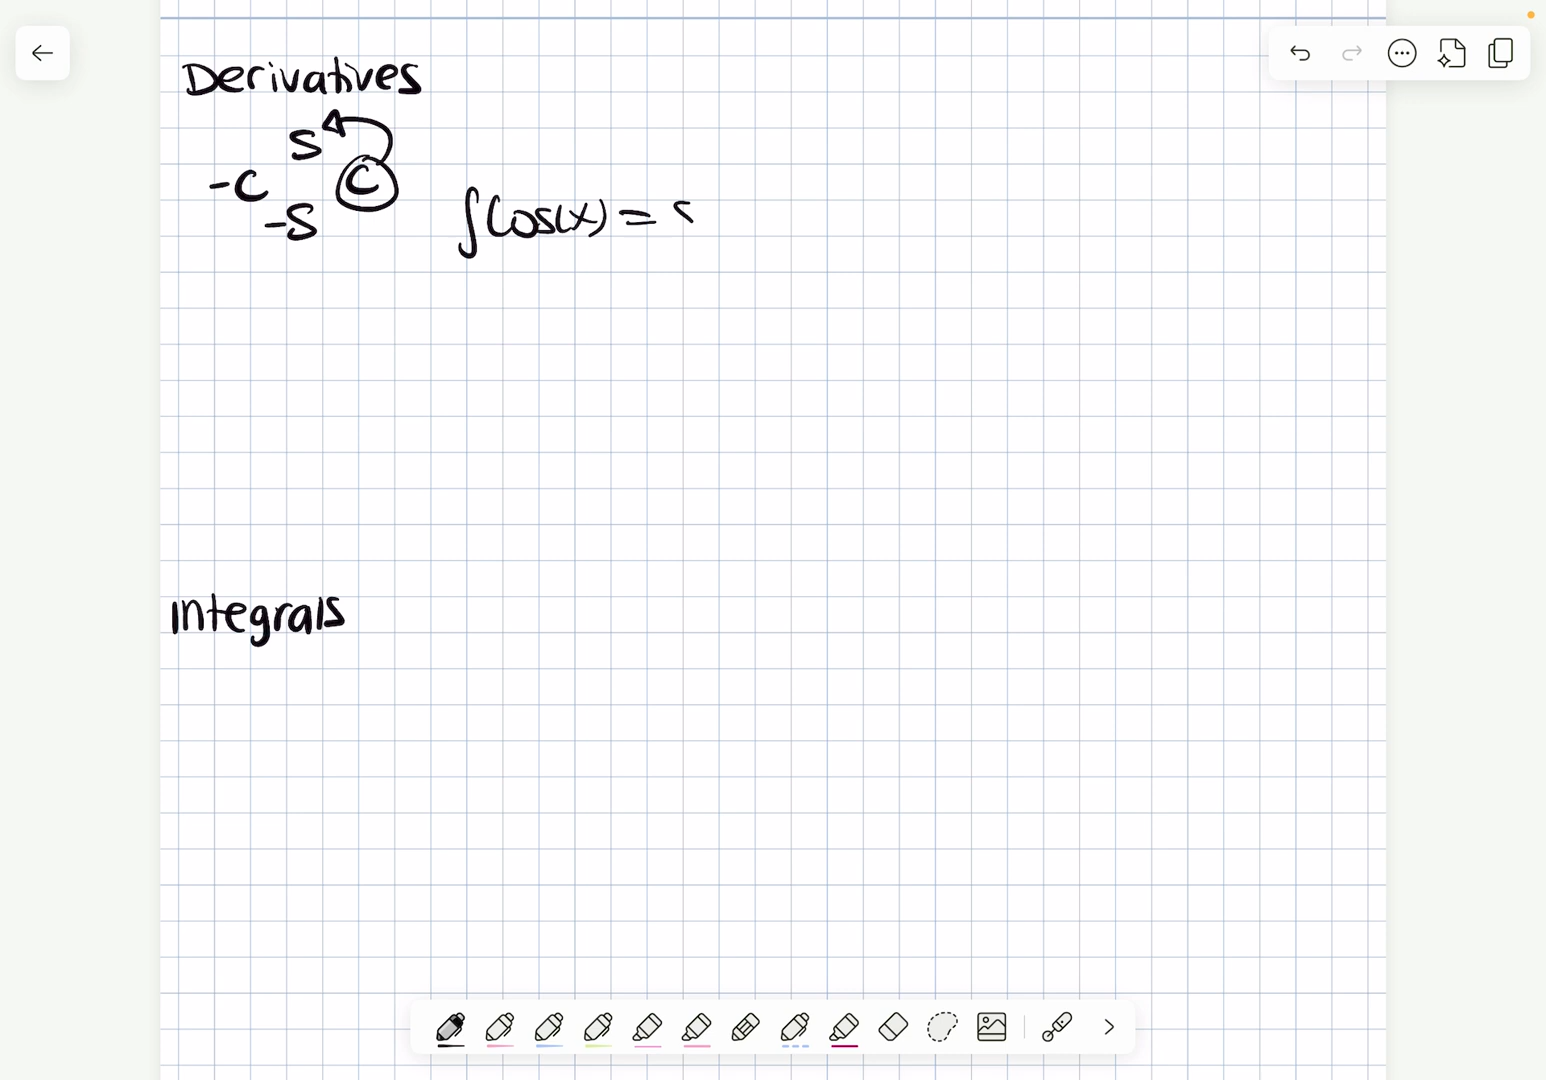 Derivatives
S
-C C
-S
∫cos(x) =
Integrals